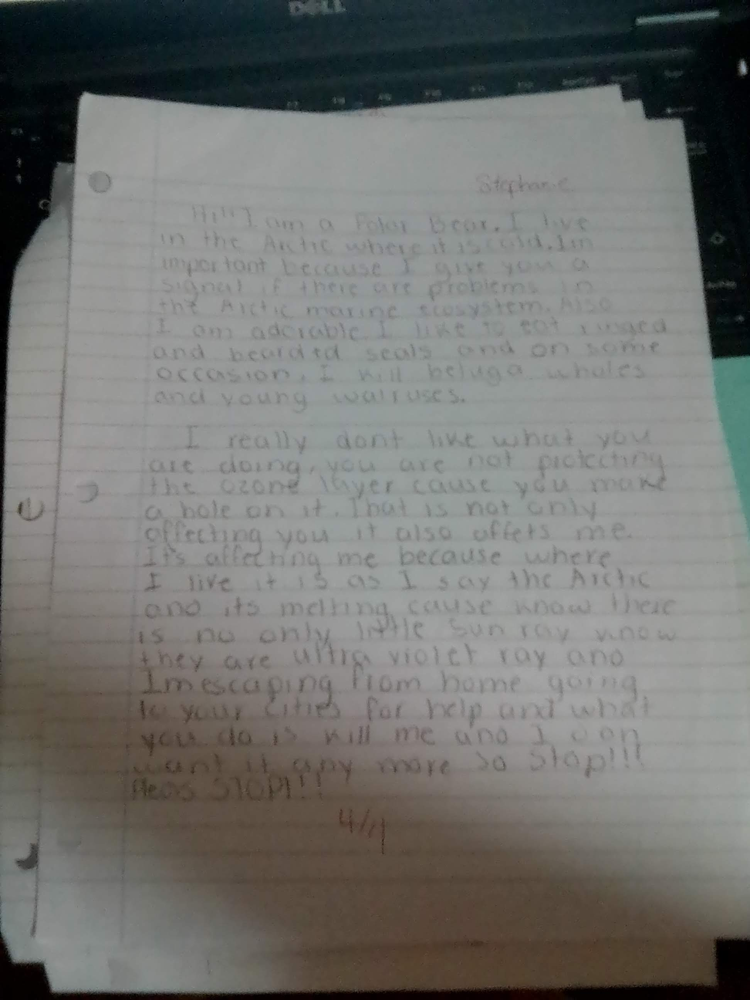 DELL
Stephanie
Hi!!! I am a Polar Bear. I live
in the Arctic where it is cold. Im
important because I give you a
signal if there are problems in
the Arctic marine ecosystem. Also
I am adorable. I like to eat ringed
and bearded seals and on some
occasion, I kill beluga whales
and young walruses.
I really dont like what you
are doing, you are not protecting
the ozone layer cause you make
a hole on it. That is not only
affecting you it also affets me.
It's affecting me because where
I live it is as I say the Arctic
and its melting cause know there
is no only little Sun ray know
they are ultra violet ray and
Im escaping from home going
to your cities for help and what
you do is kill me and I don
want it any more so Stop!!!
STOP!!!
4/4